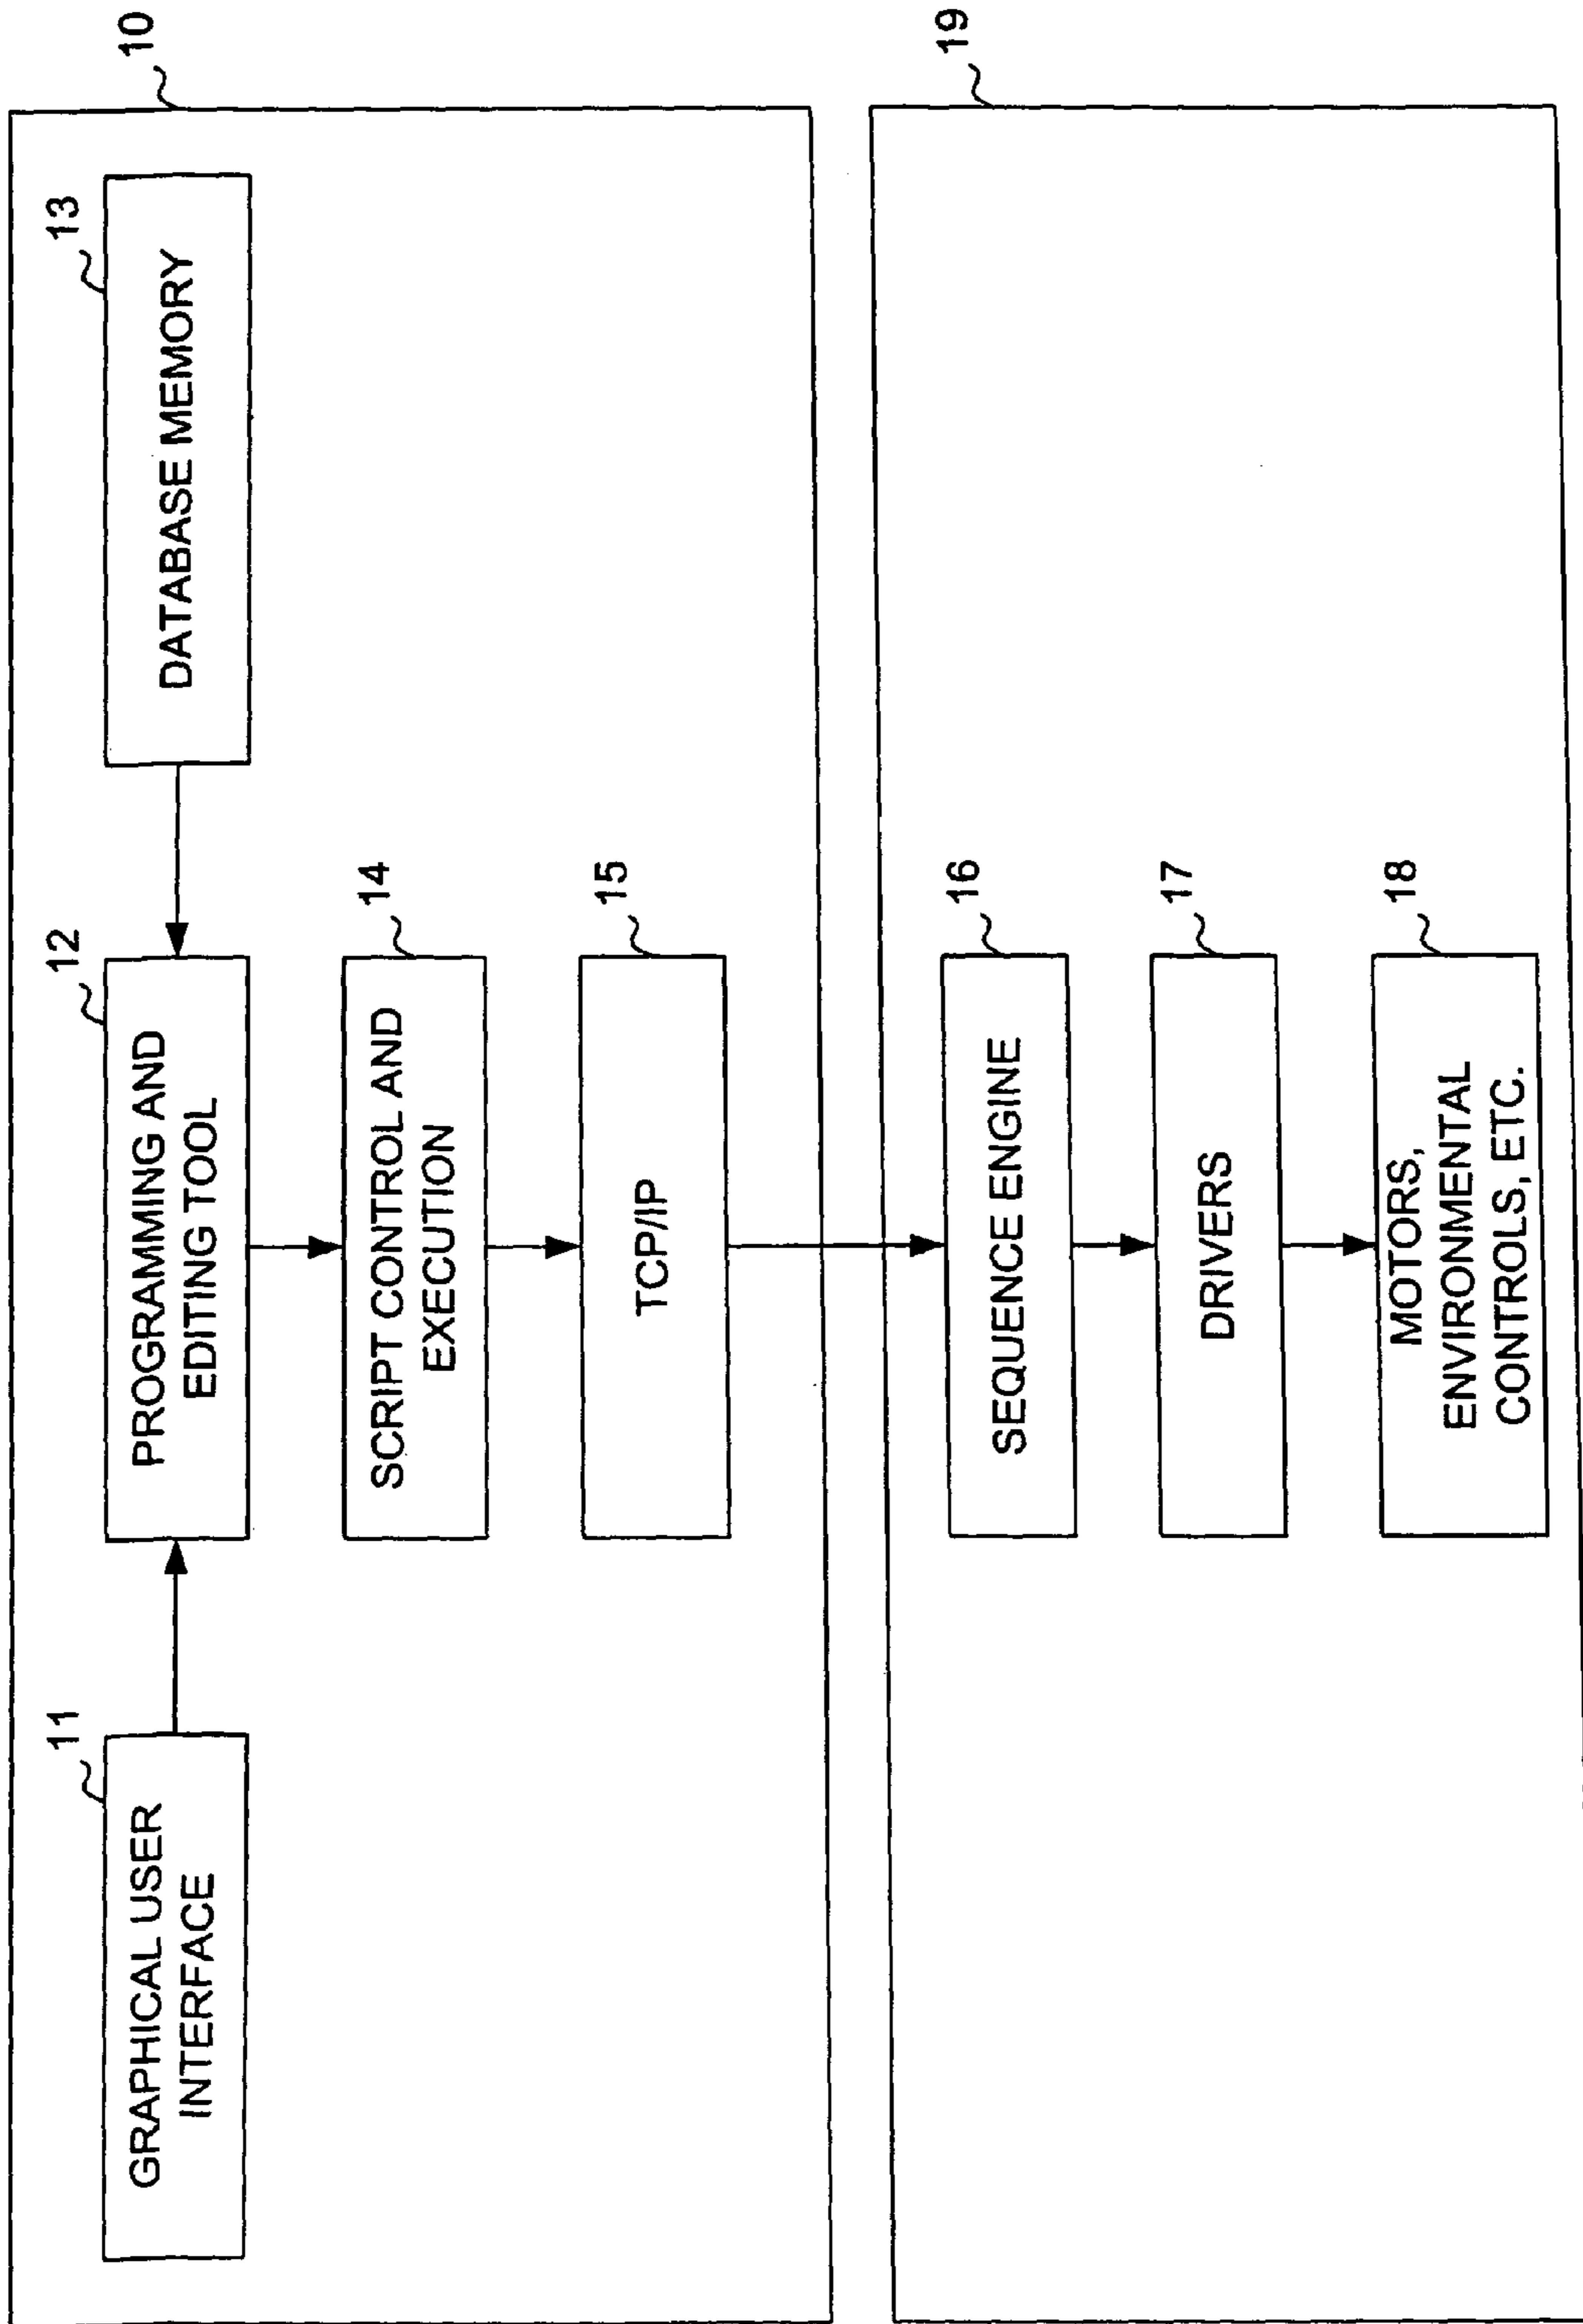 10
11
GRAPHICAL USER
INTERFACE
12
PROGRAMMING AND
EDITING TOOL
13
DATABASE MEMORY
14
SCRIPT CONTROL AND
EXECUTION
15
TCP/IP
19
16
SEQUENCE ENGINE
17
DRIVERS
18
MOTORS,
ENVIRONMENTAL
CONTROLS, ETC.